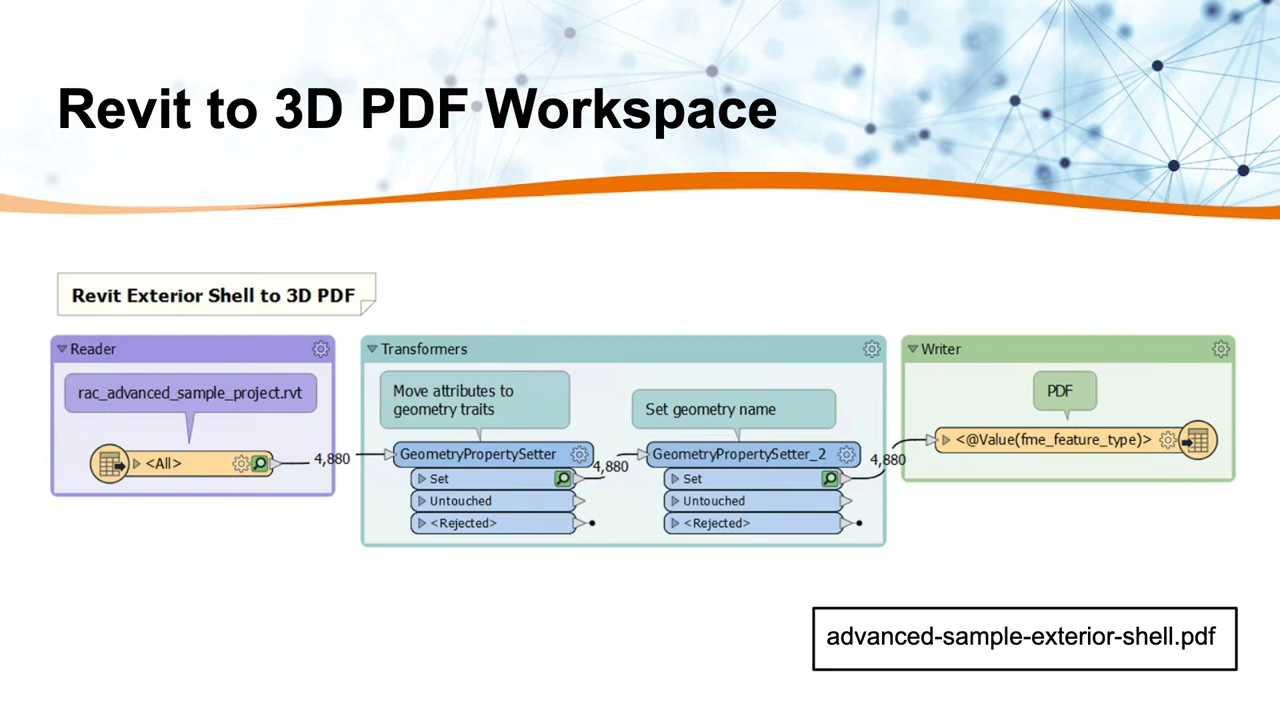 Revit to 3D PDF Workspace
Revit Exterior Shell to 3D PDF
Reader
rac_advanced_sample_project.rvt
<All>
4,880
Transformers
Move attributes to
geometry traits
GeometryPropertySetter
Set
Untouched
<Rejected>
4,880
Set geometry name
GeometryPropertySetter_2
Set
Untouched
<Rejected>
4,880
Writer
PDF
<@Value(fme_feature_type)>
advanced-sample-exterior-shell.pdf